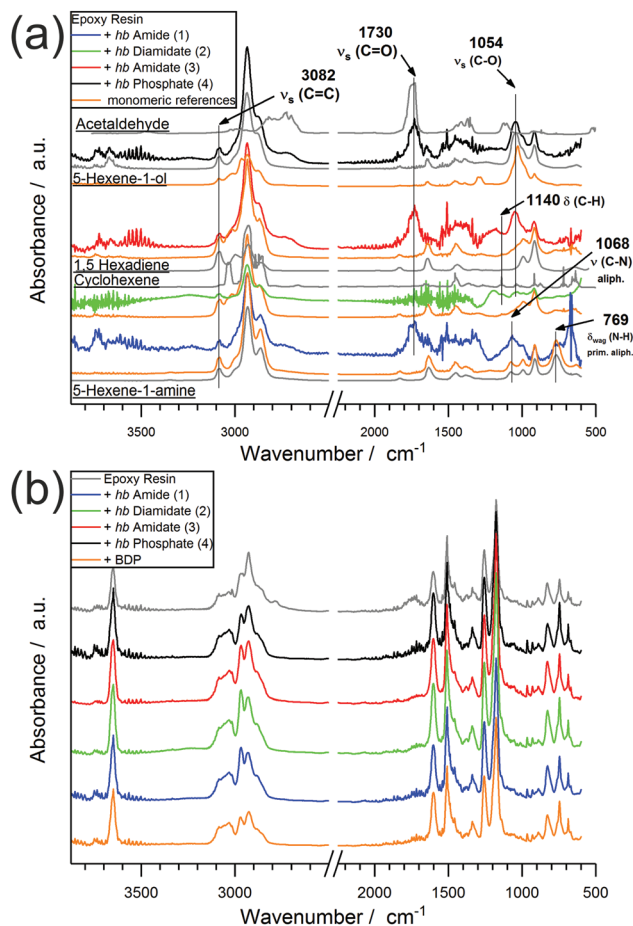 (a)
Epoxy Resin
+ hb Amide (1)
+ hb Diamidate (2)
+ hb Amidate (3)
+ hb Phosphate (4)
monomeric references
1730
νs (C=O)
1054
νs (C-O)
3082
νs (C=C)
Acetaldehyde
5-Hexene-1-ol
1140 δ (C-H)
1068
ν (C-N)
aliph.
1,5 Hexadiene
Cyclohexene
769
δwag (N-H)
prim. aliph.
5-Hexene-1-amine
Absorbance / a.u.
3500 3000 2000 1500 1000 500
Wavenumber / cm-1
(b)
Epoxy Resin
+ hb Amide (1)
+ hb Diamidate (2)
+ hb Amidate (3)
+ hb Phosphate (4)
+ BDP
Absorbance / a.u.
3500 3000 2000 1500 1000 500
Wavenumber / cm-1